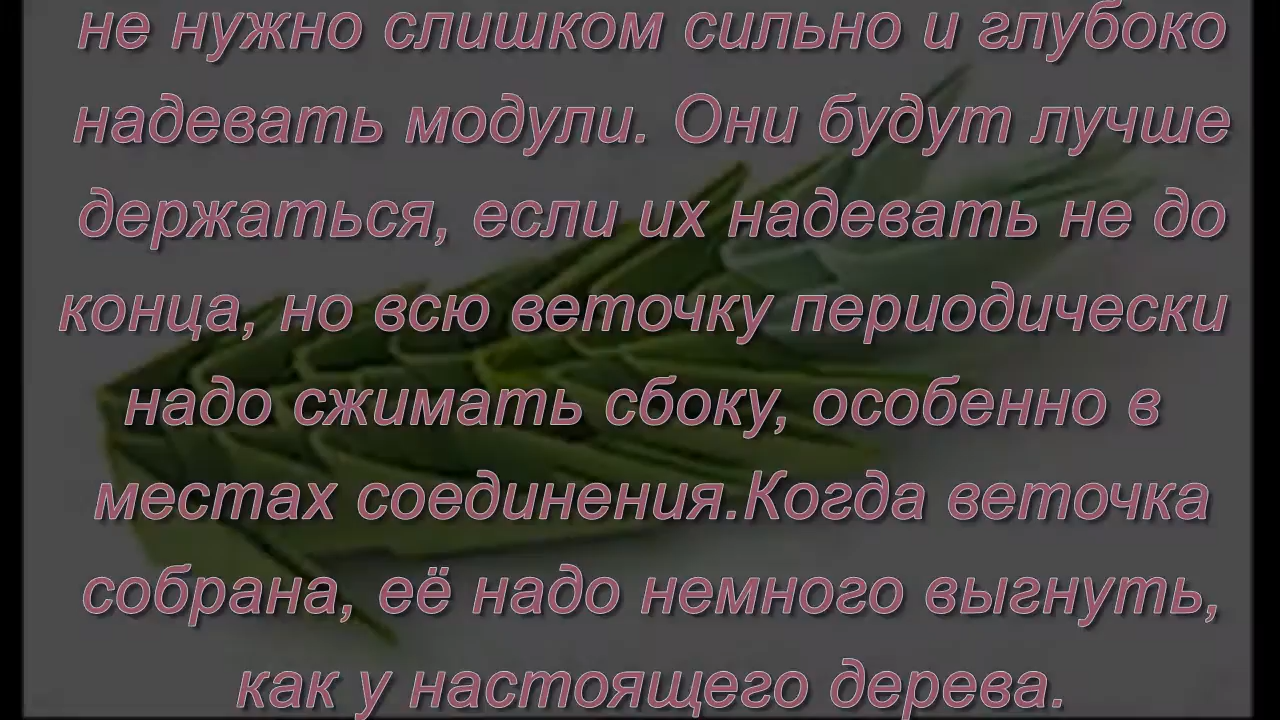 не нужно слишком сильно и глубоко
надевать модули. Они будут лучше
держаться, если их надевать не до
конца, но всю веточку периодически
надо сжимать сбоку, особенно в
местах соединения.Когда веточка
собрана, её надо немного выгнуть,
как у настоящего дерева.